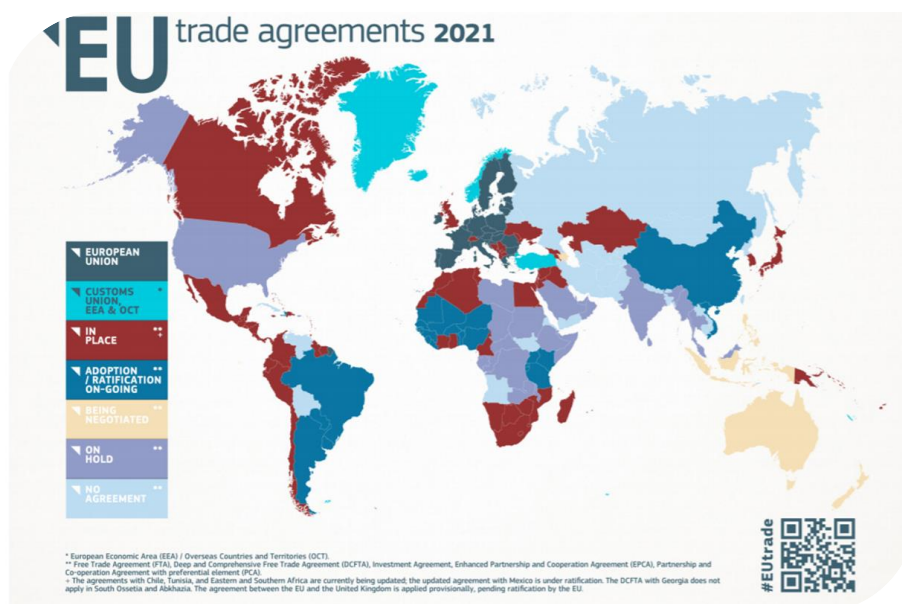 EU trade agreements 2021
EUROPEAN
UNION
CUSTOMS *
UNION,
EEA & OCT
IN **
PLACE +
ADOPTION **
/ RATIFICATION
ON-GOING
BEING **
NEGOTIATED
ON **
HOLD
NO **
AGREEMENT
#EUtrade
* European Economic Area (EEA) / Overseas Countries and Territories (OCT).
** Free Trade Agreement (FTA), Deep and Comprehensive Free Trade Agreement (DCFTA), Investment Agreement, Enhanced Partnership and Cooperation Agreement (EPCA), Partnership and
Co-operation Agreement with preferential element (PCA).
+ The agreements with Chile, Tunisia, and Eastern and Southern Africa are currently being updated; the updated agreement with Mexico is under ratification. The DCFTA with Georgia does not
apply in South Ossetia and Abkhazia. The agreement between the EU and the United Kingdom is applied provisionally, pending ratification by the EU.